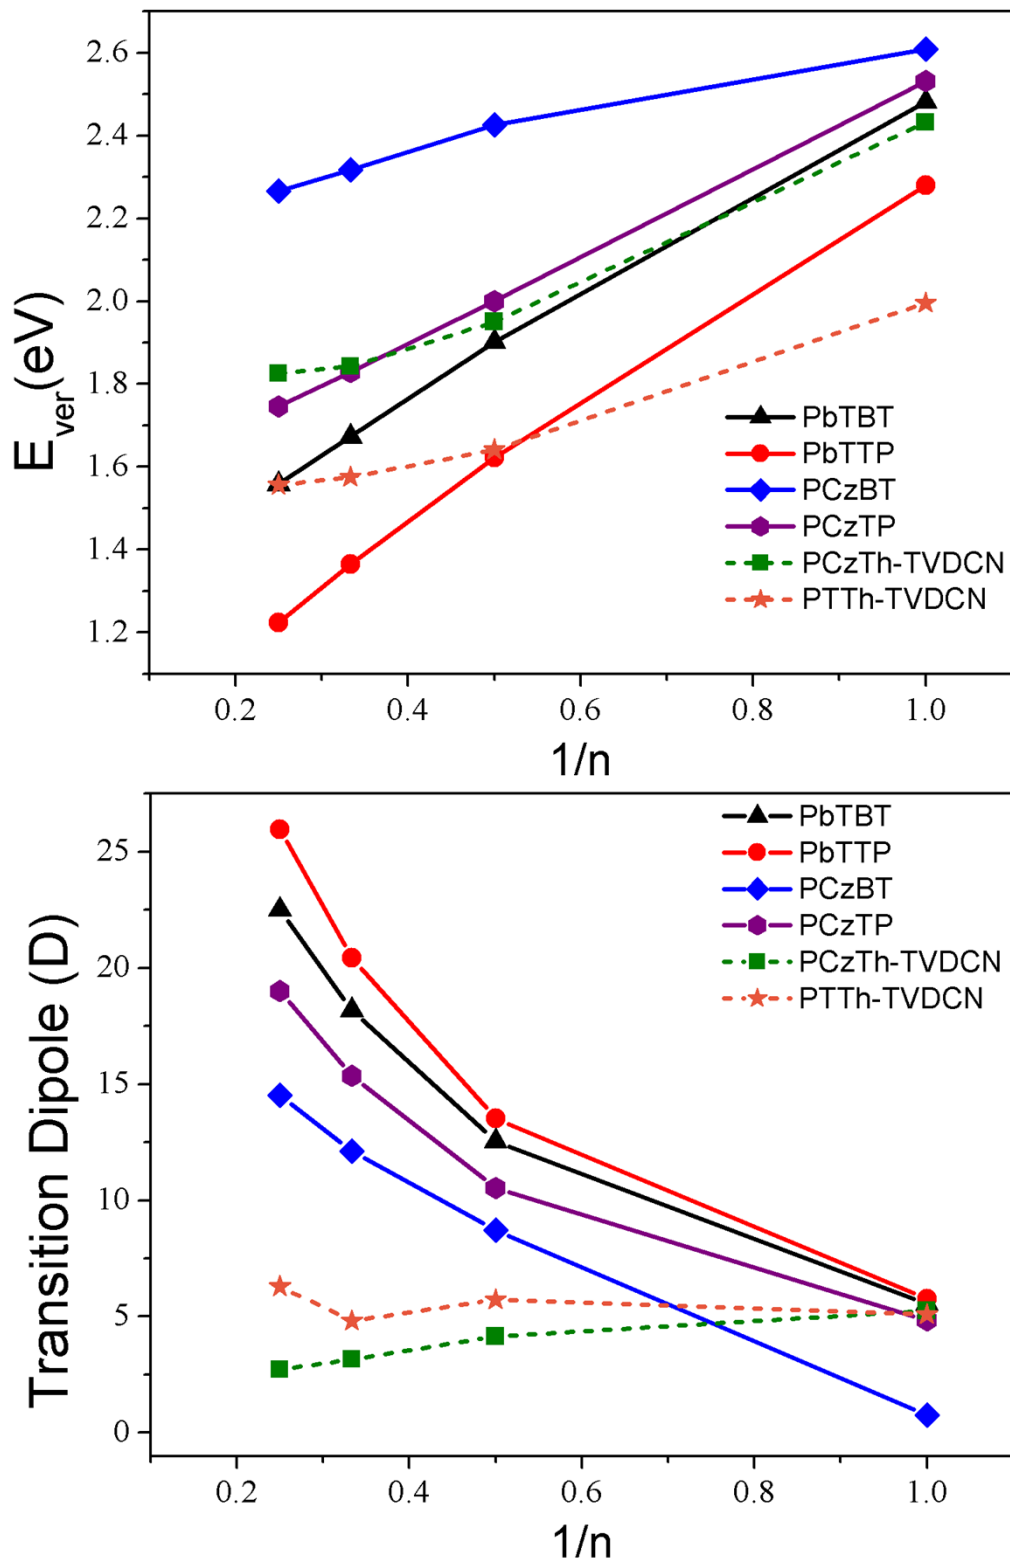 2.6
2.4
2.2
2.0
1.8
1.6
1.4
1.2
E_ver(eV)
PbTBT
PbTTP
PCzBT
PCzTP
PCzTh-TVDCN
PTTh-TVDCN
0.2 0.4 0.6 0.8 1.0
1/n
25
20
15
10
5
0
Transition Dipole (D)
PbTBT
PbTTP
PCzBT
PCzTP
PCzTh-TVDCN
PTTh-TVDCN
0.2 0.4 0.6 0.8 1.0
1/n